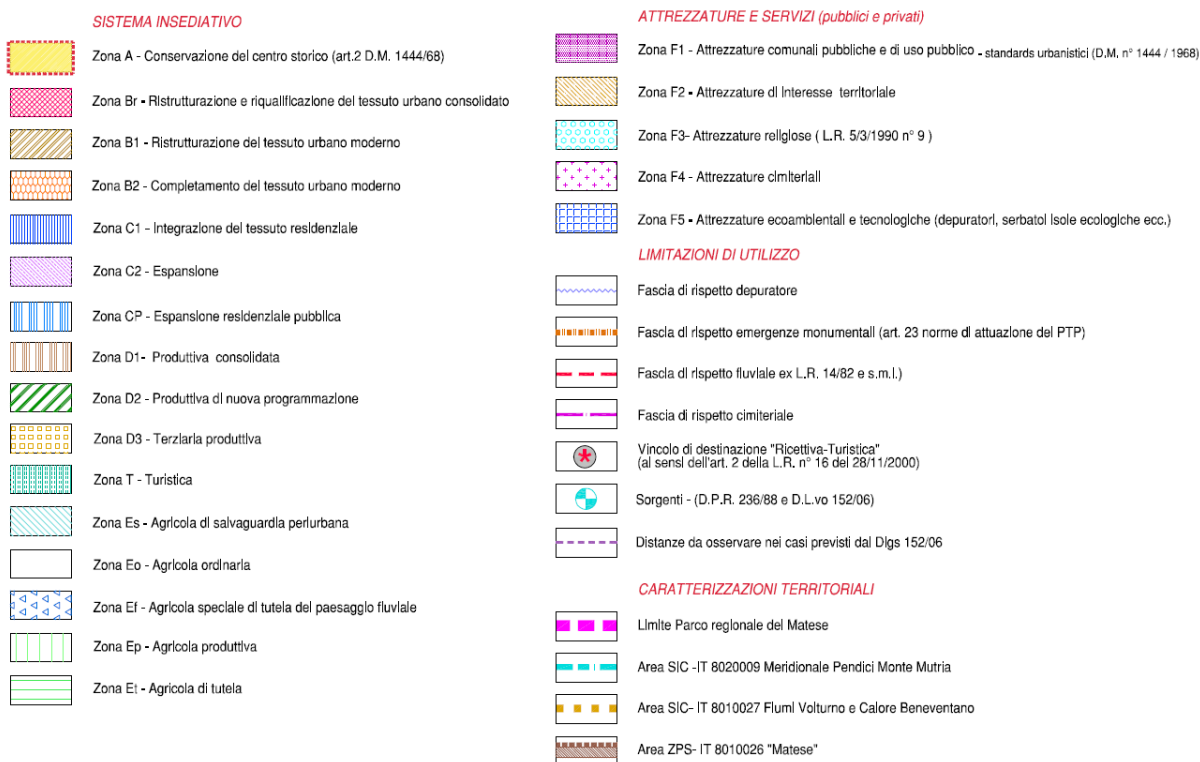 SISTEMA INSEDIATIVO
Zona A - Conservazione del centro storico (art.2 D.M. 1444/68)
Zona Br - Ristrutturazione e riqualificazione del tessuto urbano consolidato
Zona B1 - Ristrutturazione del tessuto urbano moderno
Zona B2 - Completamento del tessuto urbano moderno
Zona C1 - Integrazione del tessuto residenziale
Zona C2 - Espansione
Zona CP - Espansione residenziale pubblica
Zona D1- Produttiva consolidata
Zona D2 - Produttiva di nuova programmazione
Zona D3 - Terziaria produttiva
Zona T - Turistica
Zona Es - Agricola di salvaguardia periurbana
Zona Eo - Agricola ordinaria
Zona Ef - Agricola speciale di tutela del paesaggio fluviale
Zona Ep - Agricola produttiva
Zona Et - Agricola di tutela
ATTREZZATURE E SERVIZI (pubblici e privati)
Zona F1 - Attrezzature comunali pubbliche e di uso pubblico - standards urbanistici (D.M. n° 1444 / 1968)
Zona F2 - Attrezzature di interesse territoriale
Zona F3- Attrezzature religiose ( L.R. 5/3/1990 n° 9 )
Zona F4 - Attrezzature cimiteriali
Zona F5 - Attrezzature ecoambientali e tecnologiche (depuratori, serbatoi isole ecologiche ecc.)
LIMITAZIONI DI UTILIZZO
Fascia di rispetto depuratore
Fascia di rispetto emergenze monumentali (art. 23 norme di attuazione del PTP)
Fascia di rispetto fluviale ex L.R. 14/82 e s.m.i.)
Fascia di rispetto cimiteriale
Vincolo di destinazione "Ricettiva-Turistica"
(ai sensi dell'art. 2 della L.R. n° 16 del 28/11/2000)
Sorgenti - (D.P.R. 236/88 e D.L.vo 152/06)
Distanze da osservare nei casi previsti dal Dlgs 152/06
CARATTERIZZAZIONI TERRITORIALI
Limite Parco regionale del Matese
Area SIC -IT 8020009 Meridionale Pendici Monte Mutria
Area SIC- IT 8010027 Fiumi Volturno e Calore Beneventano
Area ZPS- IT 8010026 "Matese"